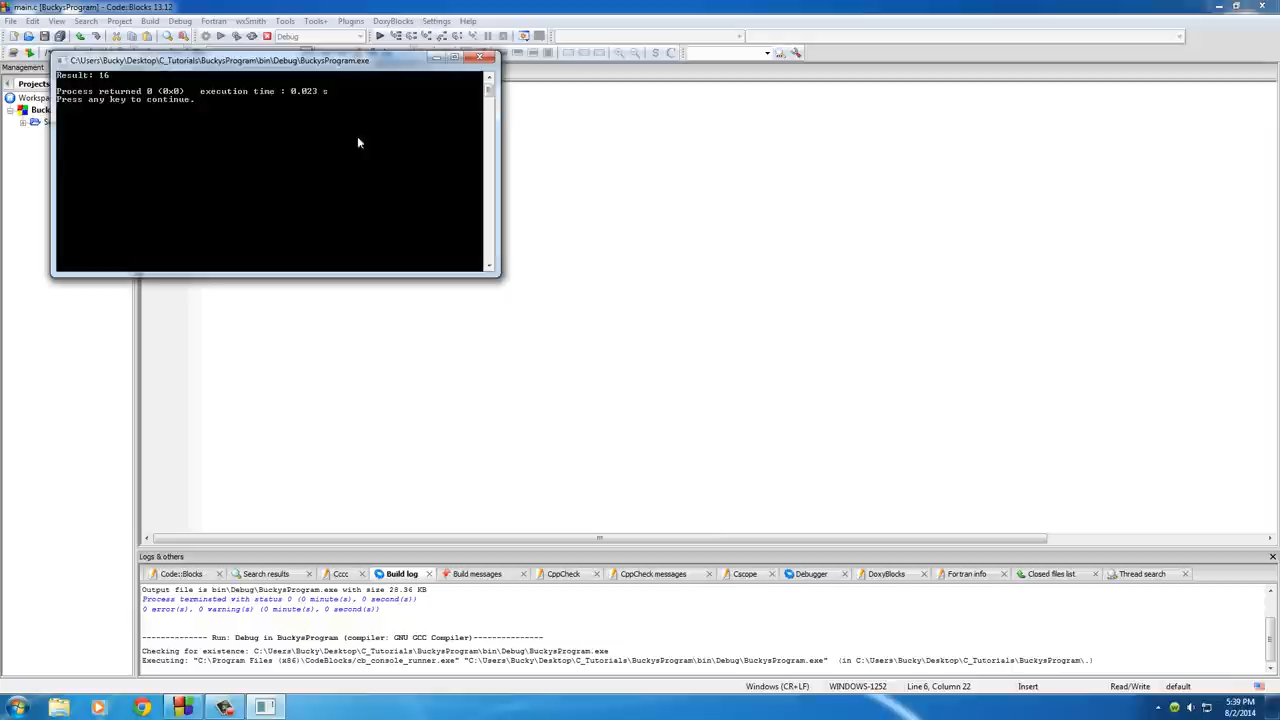 main.c [BuckysProgram] - Code::Blocks 13.12
File Edit View Search Project Build Debug Fortran wxSmith Tools Tools+ Plugins DoxyBlocks Settings Help
Debug
C:\Users\Bucky\Desktop\C_Tutorials\BuckysProgram\bin\Debug\BuckysProgram.exe
Result: 16
Process returned 0 (0x0) execution time : 0.023 s
Press any key to continue.
Management
Projects
Workspa
Buck
S
Logs & others
Code::Blocks Search results Cccc Build log Build messages CppCheck CppCheck messages Cscope Debugger DoxyBlocks Fortran info Closed files list Thread search
Output file is bin\Debug\BuckysProgram.exe with size 28.36 KB
Process terminated with status 0 (0 minute(s), 0 second(s))
0 error(s), 0 warning(s) (0 minute(s), 0 second(s))
-------------- Run: Debug in BuckysProgram (compiler: GNU GCC Compiler)---------------
Checking for existence: C:\Users\Bucky\Desktop\C_Tutorials\BuckysProgram\bin\Debug\BuckysProgram.exe
Executing: "C:\Program Files (x86)\CodeBlocks/cb_console_runner.exe" "C:\Users\Bucky\Desktop\C_Tutorials\BuckysProgram\bin\Debug\BuckysProgram.exe" (in C:\Users\Bucky\Desktop\C_Tutorials\BuckysProgram\.)
Windows (CR+LF) WINDOWS-1252 Line 6, Column 22 Insert Read/Write default
5:39 PM
8/2/2014